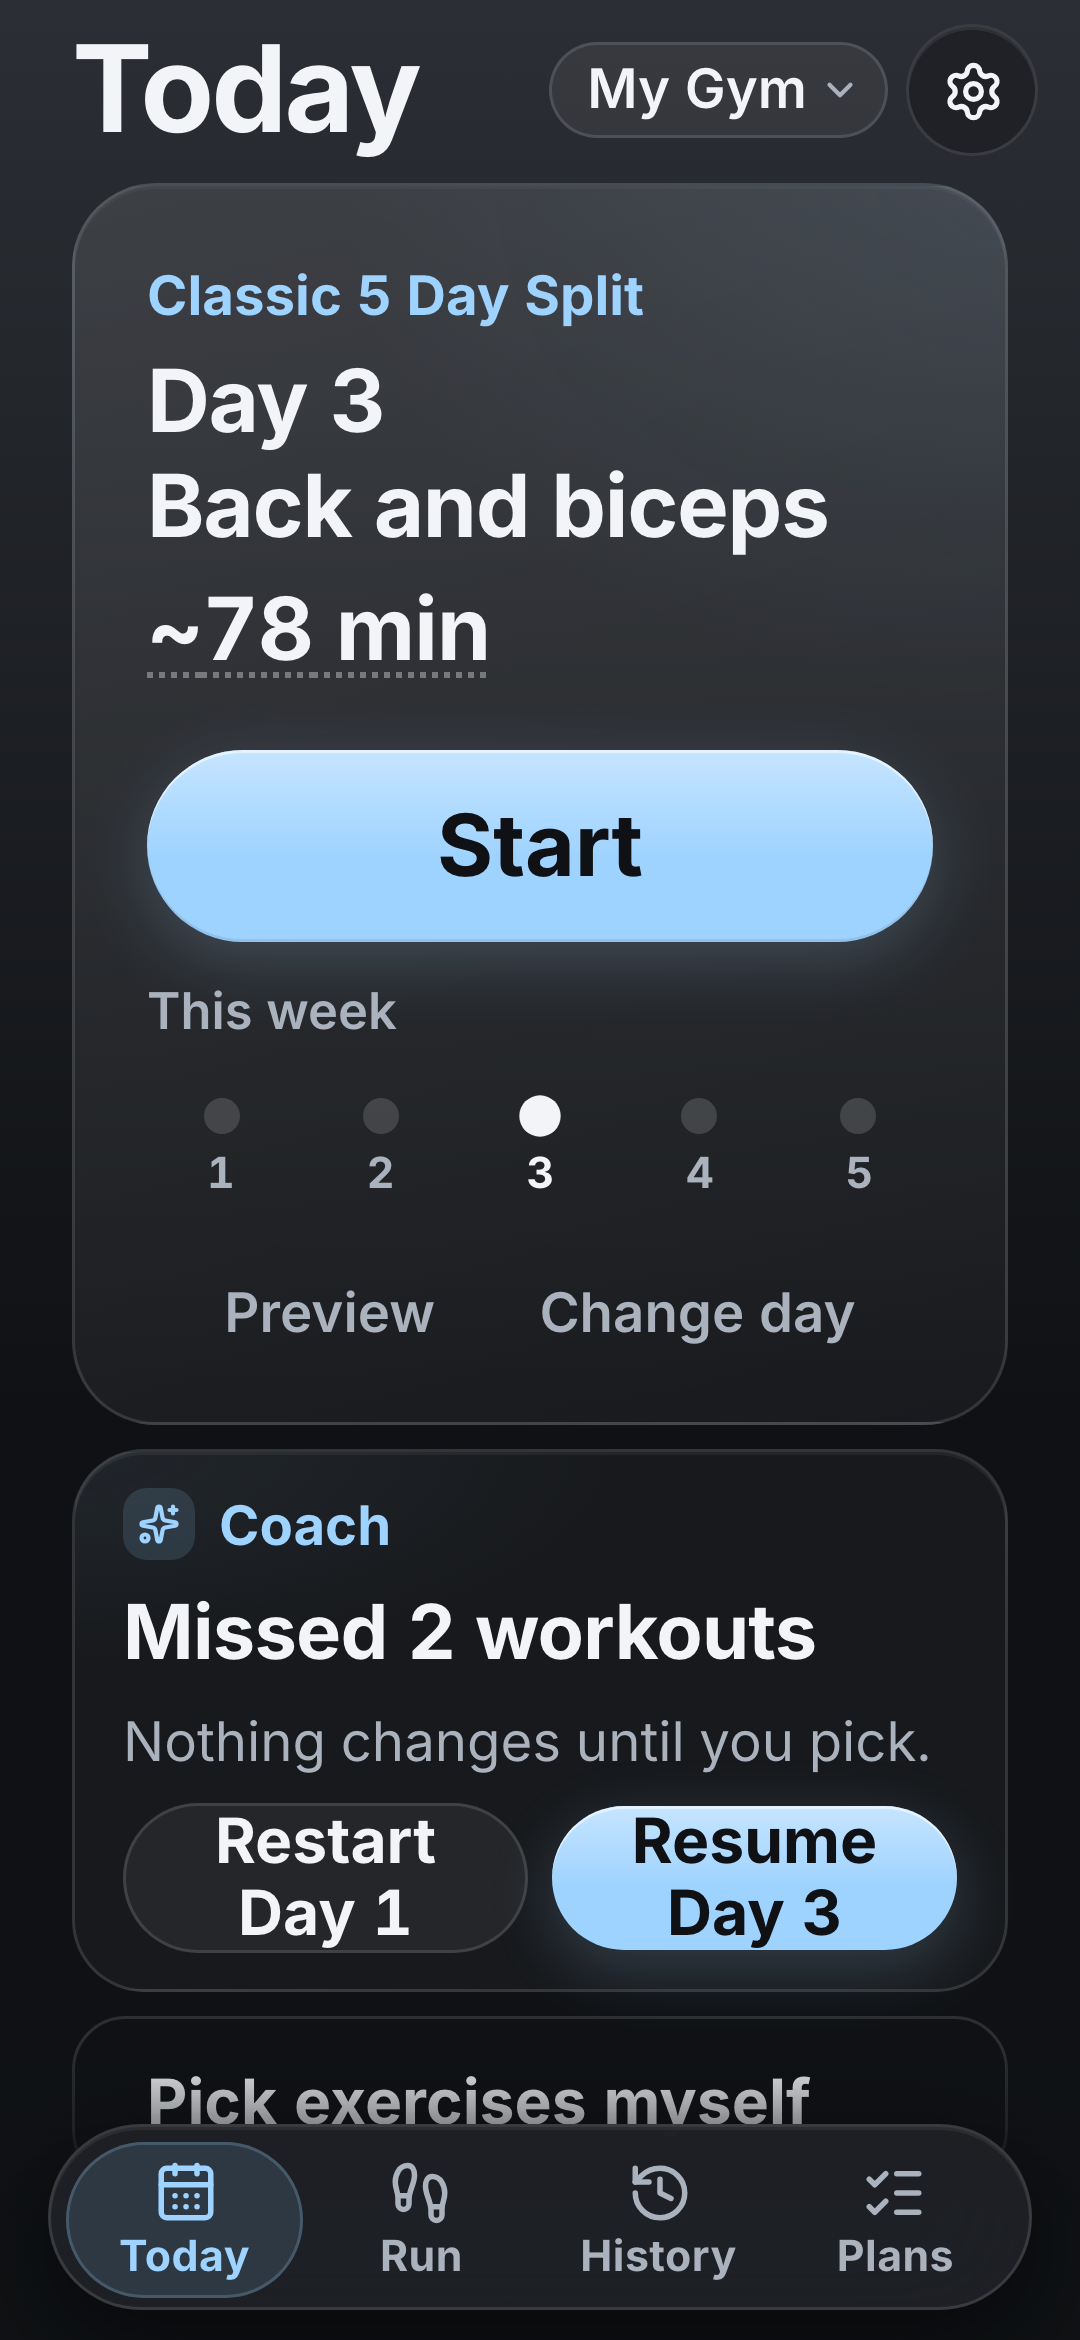 Today
My Gym
Classic 5 Day Split
Day 3
Back and biceps
~78 min
Start
This week
1 2 3 4 5
Preview Change day
Coach
Missed 2 workouts
Nothing changes until you pick.
Restart
Day 1
Resume
Day 3
Pick exercises myself
Today Run History Plans